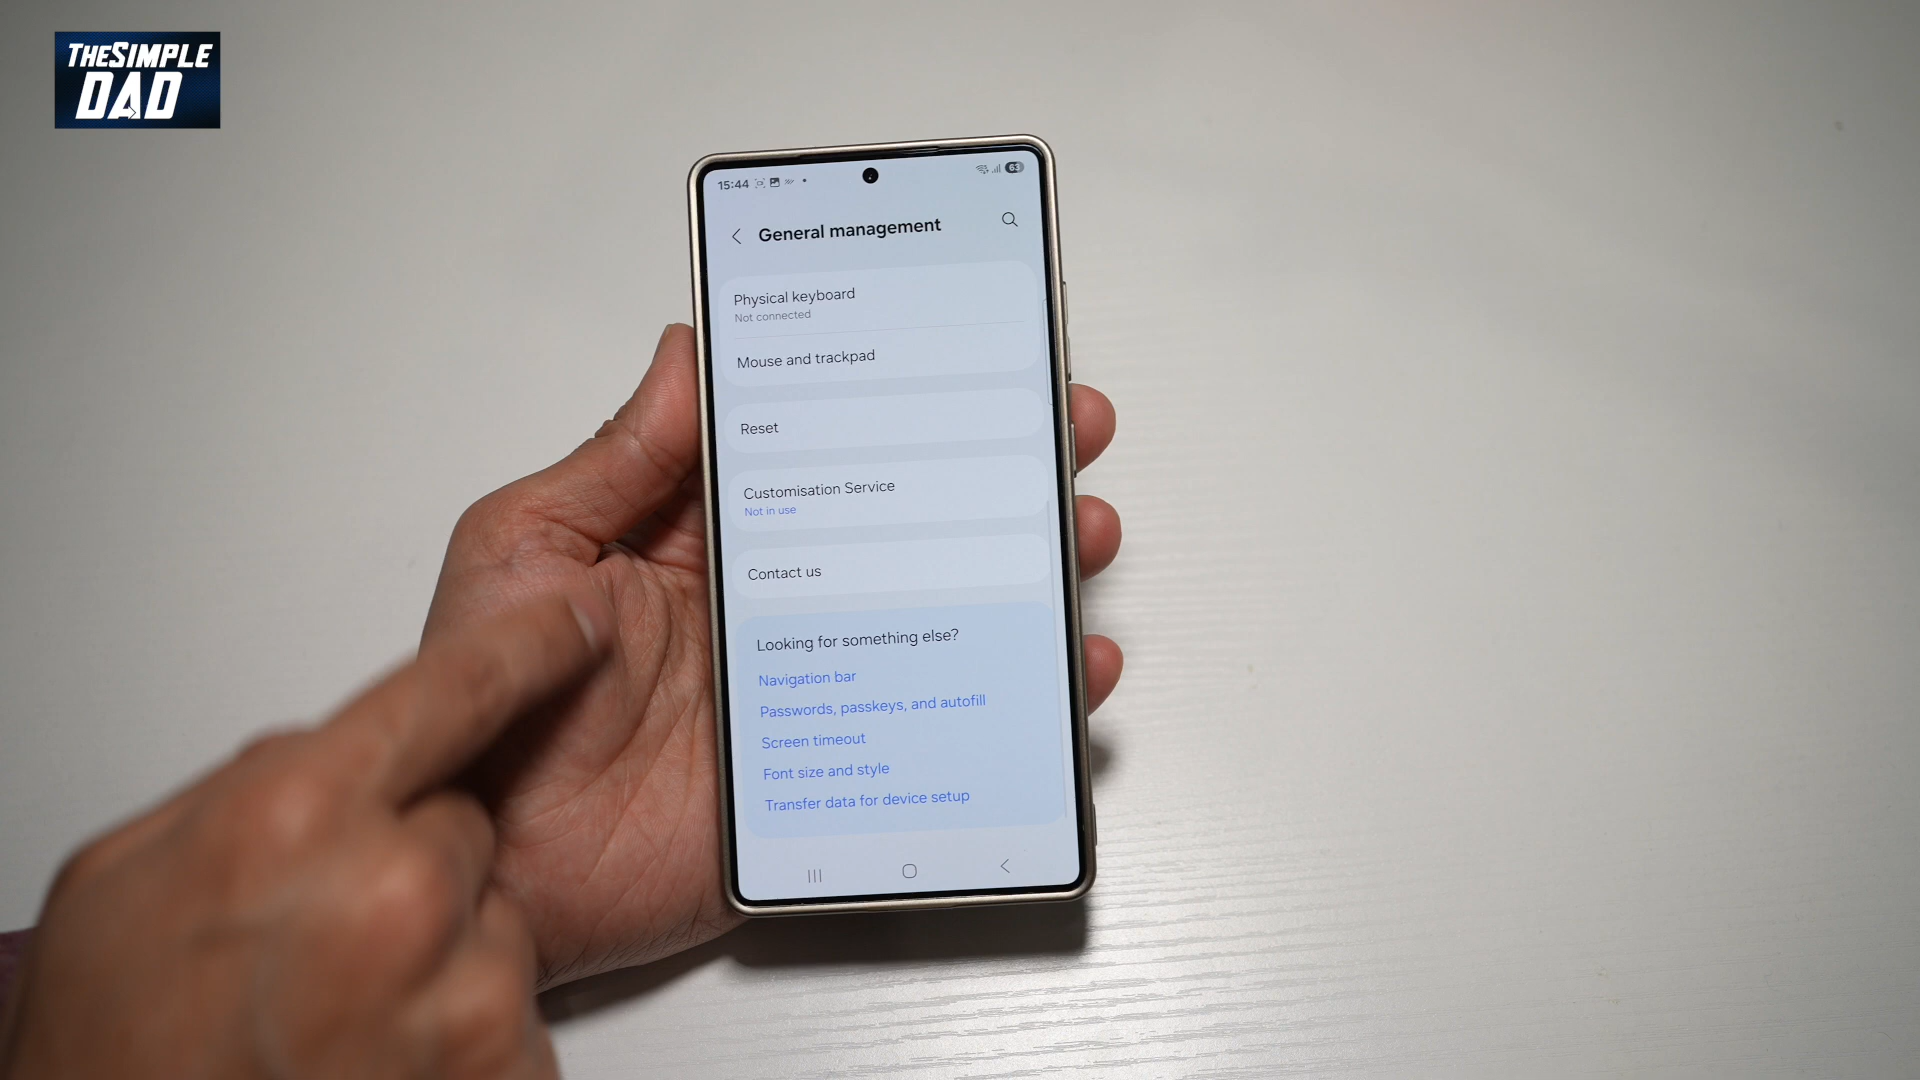 THESIMPLE
DAD
15:44
63
General management
Physical keyboard
Not connected
Mouse and trackpad
Reset
Customisation Service
Not in use
Contact us
Looking for something else?
Navigation bar
Passwords, passkeys, and autofill
Screen timeout
Font size and style
Transfer data for device setup